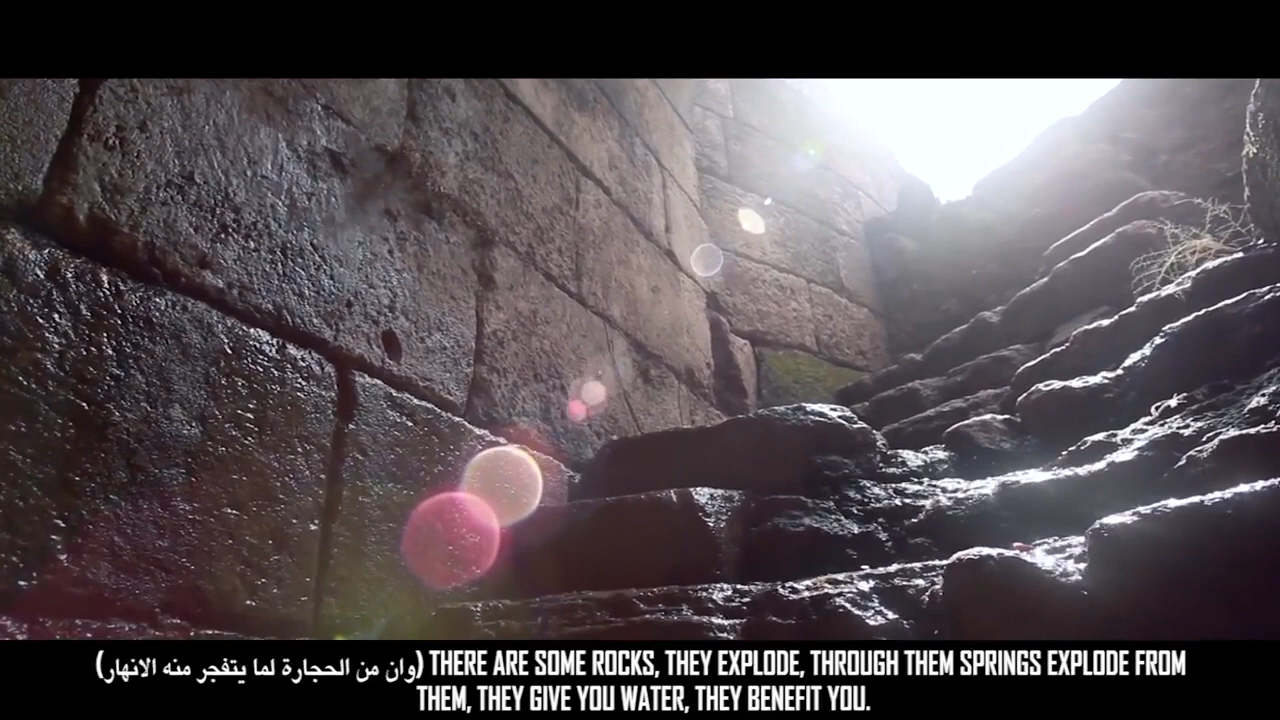 (وان من الحجارة لما يتفجر منه الانهار) THERE ARE SOME ROCKS, THEY EXPLODE, THROUGH THEM SPRINGS EXPLODE FROM
THEM, THEY GIVE YOU WATER, THEY BENEFIT YOU.